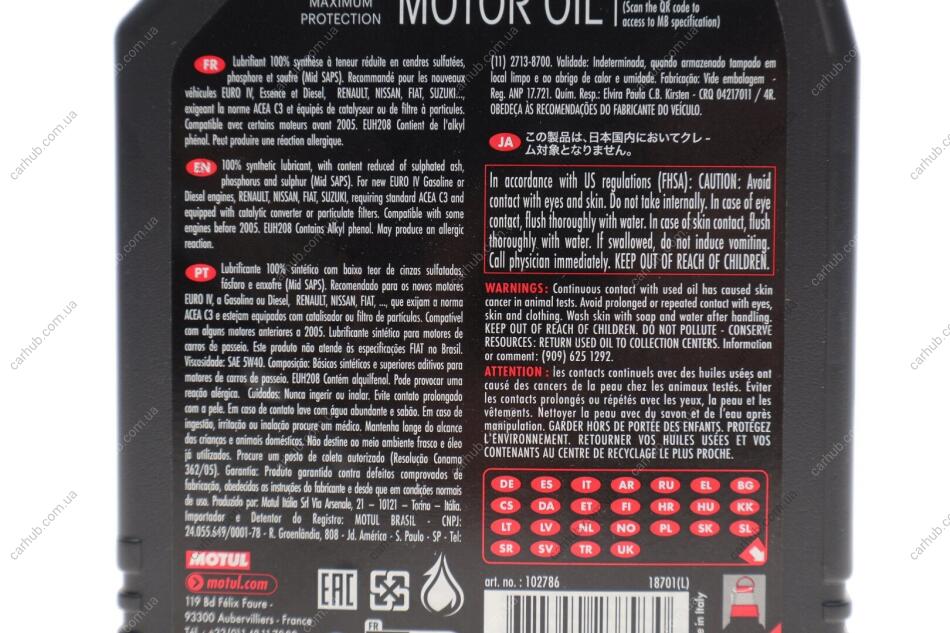 MAXIMUM
PROTECTION
MOTOR OIL
(Scan the QR code to
access to MB specification)
FR Lubrifiant 100% synthèse à teneur réduite en cendres sulfatées,
phosphore et soufre (Mid SAPS). Recommandé pour les nouveaux
véhicules EURO IV, Essence et Diesel, RENAULT, NISSAN, FIAT, SUZUKI...,
exigeant la norme ACEA C3 et équipés de catalyseur ou de filtre à particules.
Compatible avec certains moteurs avant 2005. EUH208 Contient de l'alkyl
phénol. Peut produire une réaction allergique.
EN 100% synthetic lubricant, with content reduced of sulphated ash,
phosphorus and sulphur (Mid SAPS). For new EURO IV Gasoline or
Diesel engines, RENAULT, NISSAN, FIAT, SUZUKI, requiring standard ACEA C3 and
equipped with catalytic converter or particulate filters. Compatible with some
engines before 2005. EUH208 Contains Alkyl phenol. May produce an allergic
reaction.
PT Lubrificante 100% sintético com baixo teor de cinzas sulfatadas,
fósforo e enxofre (Mid SAPS). Recomendado para os novos motores
EURO IV, a Gasolina ou Diesel, RENAULT, NISSAN, FIAT, ..., que exijam a norma
ACEA C3 e estejam equipados com catalisador ou filtro de partículas. Compatível
com alguns motores anteriores a 2005. Lubrificante sintético para motores de
carros de passeio. Este produto não atende às especificações FIAT no Brasil.
Viscosidade: SAE 5W40. Composição: Básicos sintéticos e superiores aditivos para
motores de carros de passeio. EUH208 Contém alquilfenol. Pode provocar uma
reação alérgica. Cuidados: Nunca ingerir ou inalar. Evite contato prolongado
com a pele. Em caso de contato lave com água abundante e sabão. Em caso de
ingestão, irritação ou inalação procure um médico. Mantenha longe do alcance
das crianças e animais domésticos. Não destine ao meio ambiente frasco e óleo
já utilizados. Procure um posto de coleta autorizado (Resolução Conama
362/05). Garantia: Produto garantido contra defeitos comprovados de
fabricação, obedecidas as instruções do fabricante e desde que em condições normais
de uso. Produzido por: Motul Itália Srl Via Arsenale, 21 – 10121 – Torino – Itália.
Importador e Detentor do Registro: MOTUL BRASIL - CNPJ:
24.055.649/0001-78 - R. Groenlândia, 808 - Jd. América - S. Paulo - SP - Tel:
(11) 2713-8700. Validade: Indeterminada, quando armazenado tampado em
local limpo e ao abrigo de calor e umidade. Fabricação: Vide embalagem -
Reg. ANP 17.721. Quim. Resp.: Elvira Paula C.B. Kirsten - CRQ 04217011 / 4R.
OBEDEÇA ÀS RECOMENDAÇÕES DO FABRICANTE DO VEÍCULO.
JA この製品は、日本国内においてクレー
ム対象となりません。
In accordance with US regulations (FHSA): CAUTION: Avoid
contact with eyes and skin. Do not take internally. In case of eye
contact, flush thoroughly with water. In case of skin contact, flush
thoroughly with water. If swallowed, do not induce vomiting.
Call physician immediately. KEEP OUT OF REACH OF CHILDREN.
WARNINGS: Continuous contact with used oil has caused skin
cancer in animal tests. Avoid prolonged or repeated contact with eyes,
skin and clothing. Wash skin with soap and water after handling.
KEEP OUT OF REACH OF CHILDREN. DO NOT POLLUTE - CONSERVE
RESOURCES: RETURN USED OIL TO COLLECTION CENTERS. Information
or comment: (909) 625 1292.
ATTENTION : les contacts continuels avec des huiles usées ont
causé des cancers de la peau chez les animaux testés. Éviter
les contacts prolongés ou répétés avec les yeux, la peau et les
vêtements. Nettoyer la peau avec du savon et de l'eau après
manipulation. GARDER HORS DE PORTÉE DES ENFANTS. PROTÉGEZ
L'ENVIRONNEMENT. RETOURNER VOS HUILES USÉES ET VOS
CONTENANTS AU CENTRE DE RECYCLAGE LE PLUS PROCHE.
DE ES IT AR RU EL BG
CS DA ET FI HR HU KK
LT LV NL NO PL SK SL
SR SV TR UK
MOTUL
motul.com
119 Bd Félix Faure -
93300 Aubervilliers - France
EAC
FR
art. no. : 102786
18701(L)
e in Italy
carhub.com.ua